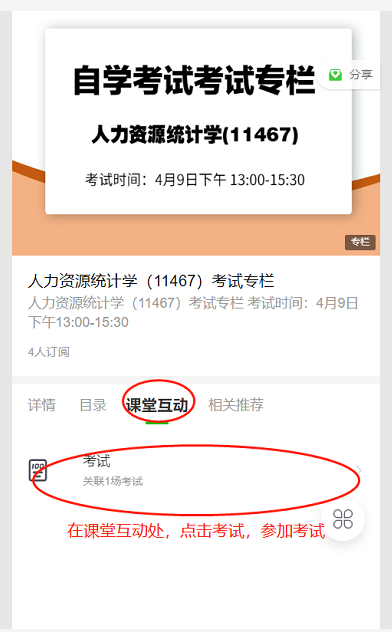 自学考试考试专栏
分享
人力资源统计学(11467)
考试时间：4月9日下午 13:00-15:30
专栏
人力资源统计学（11467）考试专栏
人力资源统计学（11467）考试专栏 考试时间：4月9日
下午13:00-15:30
4人订阅
详情 目录 课堂互动 相关推荐
100
考试
关联1场考试
在课堂互动处，点击考试，参加考试